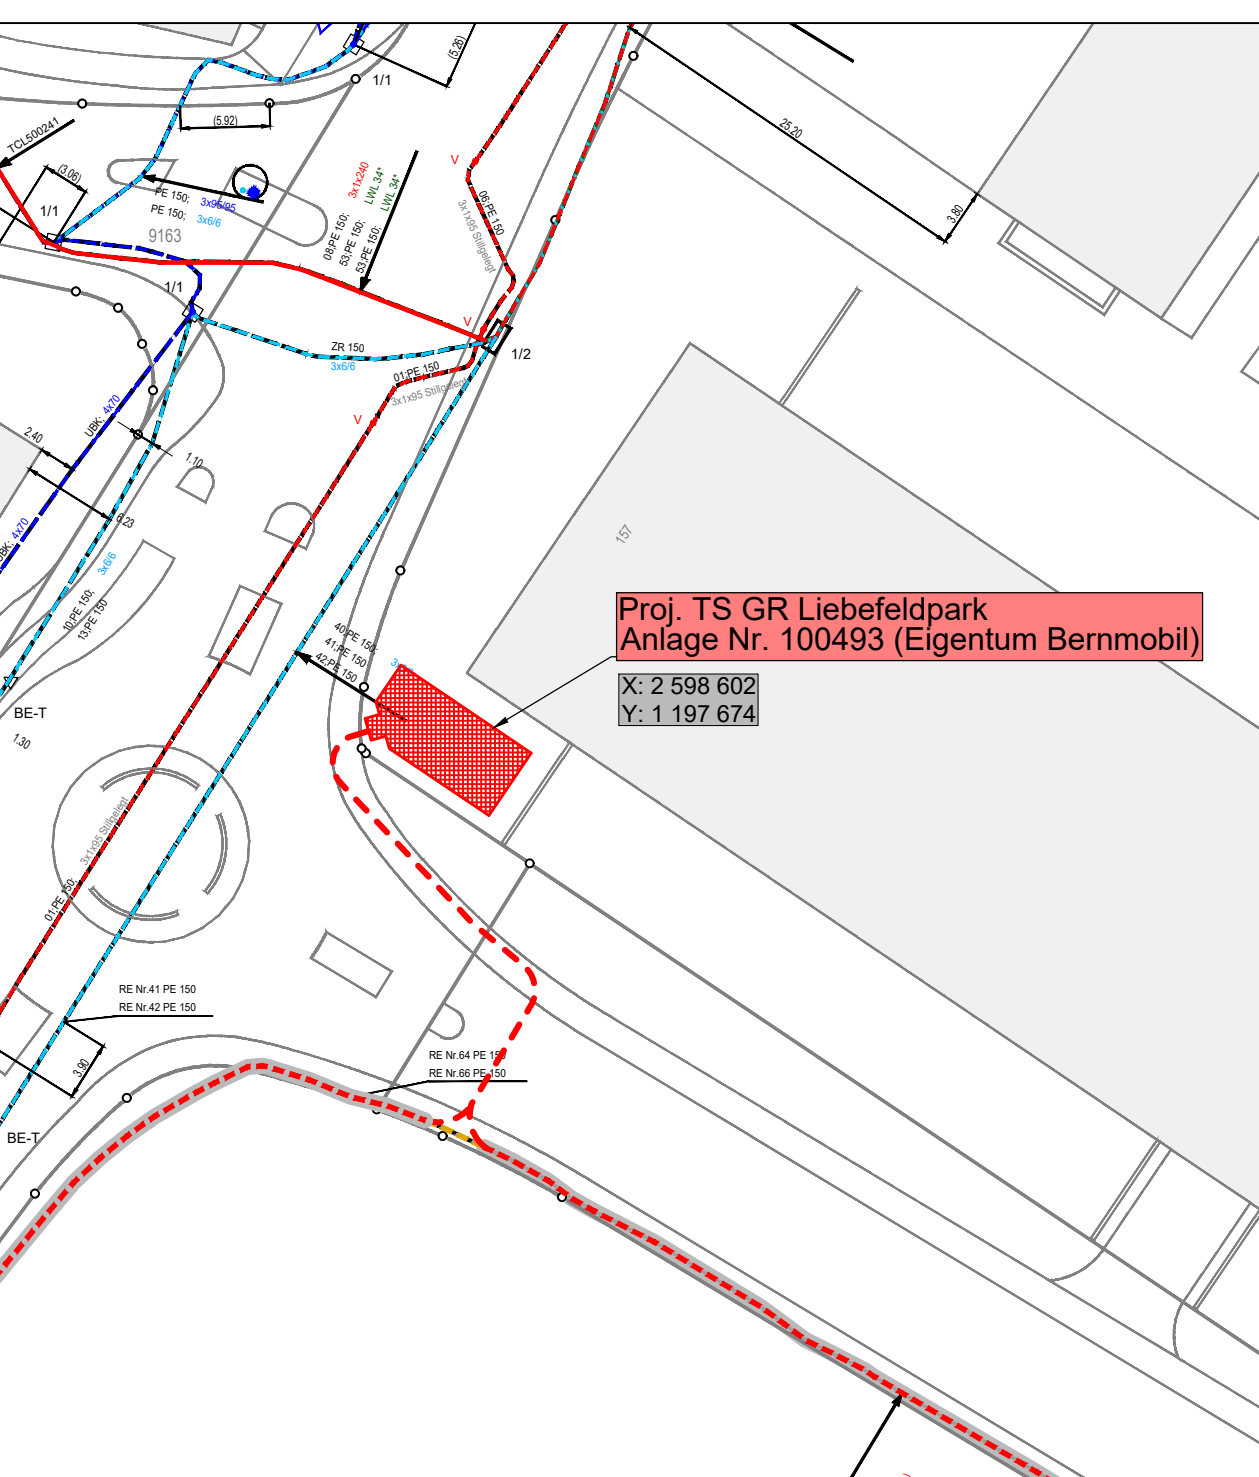 (5.26)
1/1
(5.92)
25.20
TCL500241
(3.06)
3x1x240
LWL 34*
LWL 34*
V
PE 150; 3x95/95
PE 150; 3x6/6
1/1
9163
08;PE 150;
53;PE 150;
53;PE 150;
06;PE 150
3x1x95 Stillgelegt
3.80
1/1
V
ZR 150
3x6/6
1/2
01;PE 150
3x1x95 Stillgelegt
UBK; 4x70
V
2.40
1.10
6.23
UBK; 4x70
157
3x6/6
10;PE 150;
13;PE 150
Proj. TS GR Liebefeldpark
Anlage Nr. 100493 (Eigentum Bernmobil)
40;PE 150;
41;PE 150
42;PE 150
X: 2 598 602
Y: 1 197 674
BE-T
1.30
3x1x95 Stillgelegt
01;PE 150;
RE Nr.41 PE 150
RE Nr.42 PE 150
3.90
RE Nr.64 PE 150
RE Nr.66 PE 150
BE-T